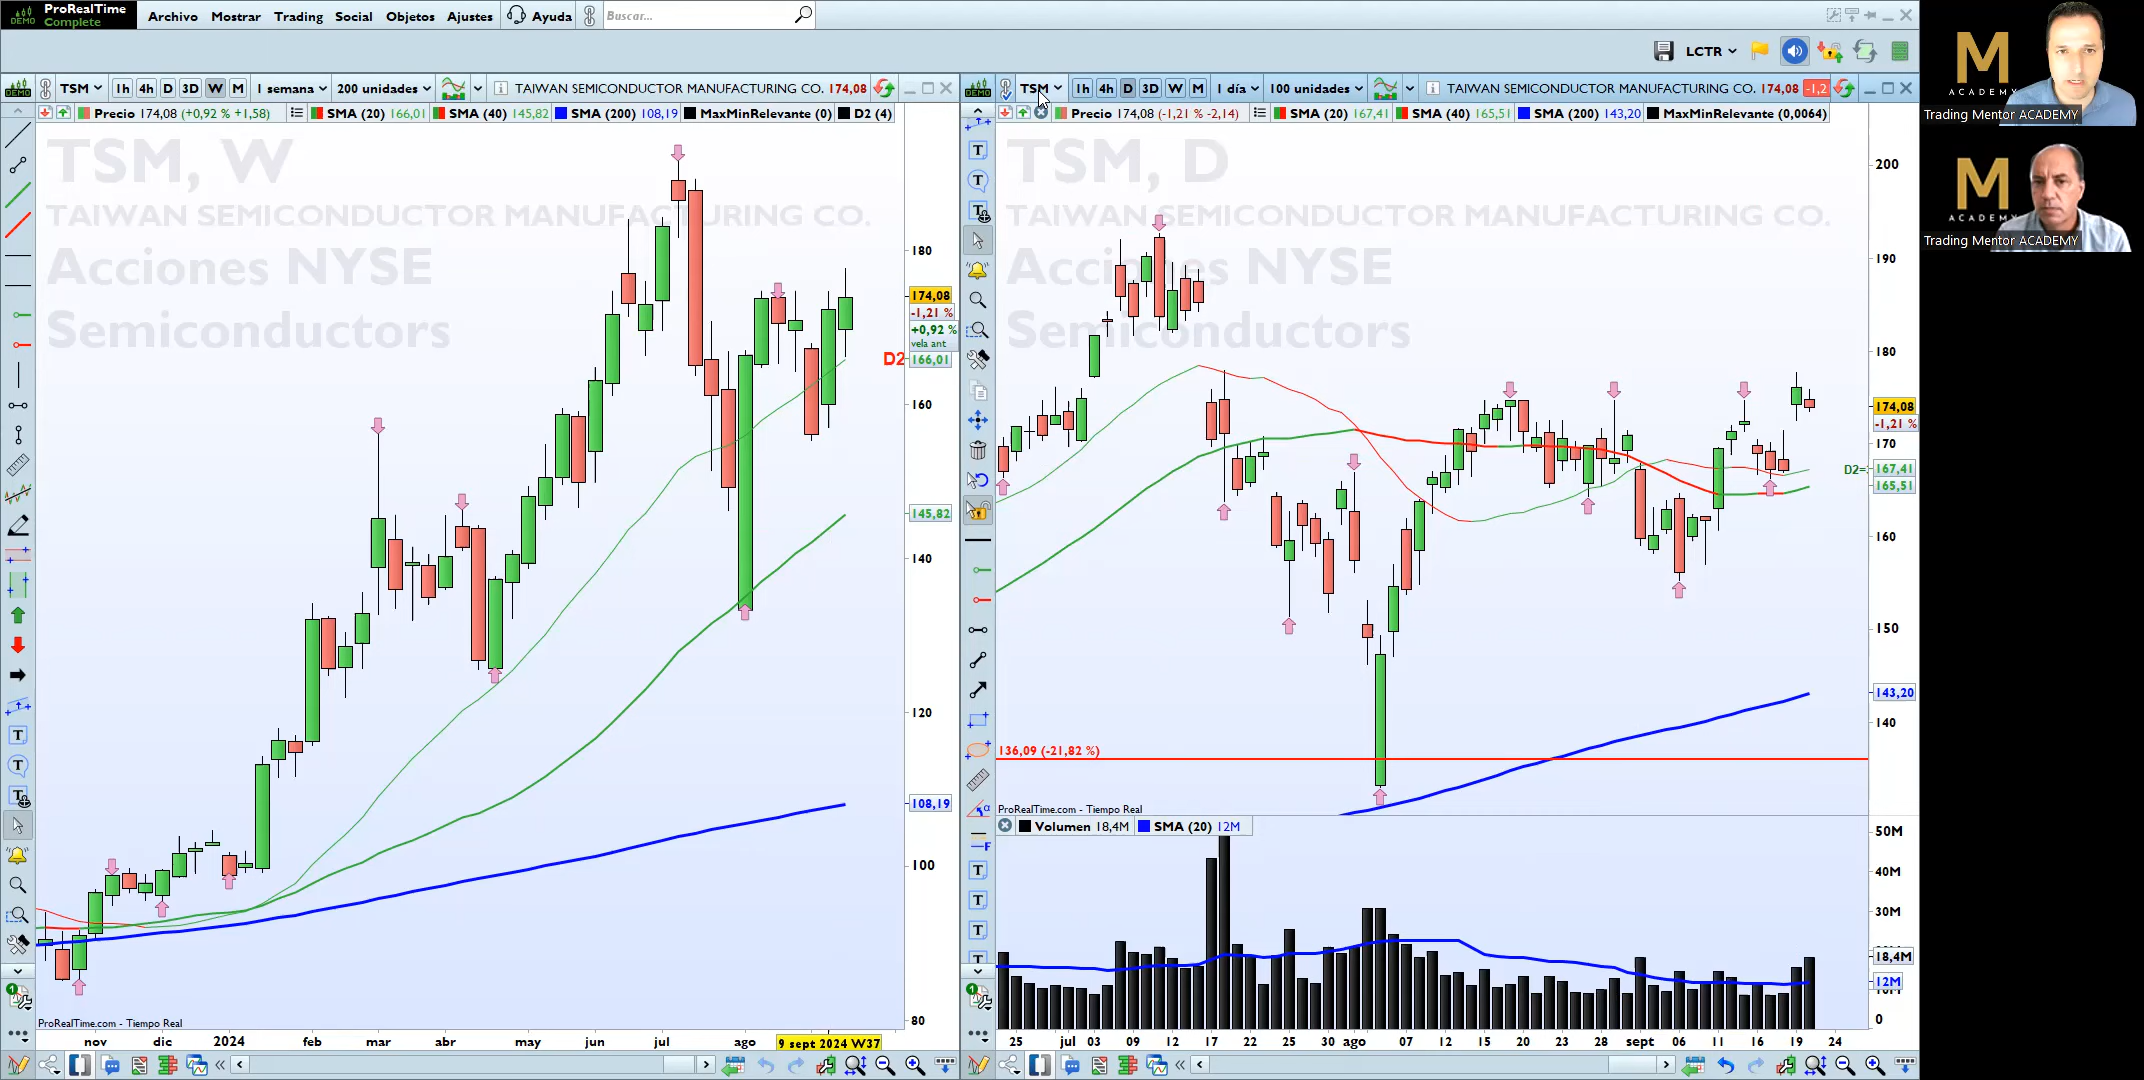 ProRealTime
DEMO Complete
Archivo Mostrar Trading Social Objetos Ajustes Ayuda Buscar...
LCTR
DEMO TSM 1h 4h D 3D W M 1 semana 200 unidades TAIWAN SEMICONDUCTOR MANUFACTURING CO. 174,08
Precio 174,08 (+0,92 % +1,58) SMA (20) 166,01 SMA (40) 145,82 SMA (200) 108,19 MaxMinRelevante (0) D2 (4)
TSM, W
TAIWAN SEMICONDUCTOR MANUFACTURING CO.
Acciones NYSE
Semiconductors
180
174,08
-1,21 %
+0,92 %
vela ant
D2 166,01
160
145,82
140
120
108,19
100
80
ProRealTime.com - Tiempo Real
nov dic 2024 feb mar abr may jun jul ago 9 sept 2024 W37
DEMO TSM 1h 4h D 3D W M 1 día 100 unidades TAIWAN SEMICONDUCTOR MANUFACTURING CO. 174,08 -1,2
Precio 174,08 (-1,21 % -2,14) SMA (20) 167,41 SMA (40) 165,51 SMA (200) 143,20 MaxMinRelevante (0,0064)
TSM, D
TAIWAN SEMICONDUCTOR MANUFACTURING CO.
Acciones NYSE
Semiconductors
200
190
180
174,08
-1,21 %
170
D2= 167,41
165,51
160
150
143,20
140
136,09 (-21,82 %)
ProRealTime.com - Tiempo Real
Volumen 18,4M SMA (20) 12M
50M
40M
30M
18,4M
12M
0
25 jul 03 09 12 17 22 25 30 ago 07 12 15 20 23 28 sept 06 11 16 19 24
M
ACADEMY
Trading Mentor ACADEMY
M
ACADEMY
Trading Mentor ACADEMY